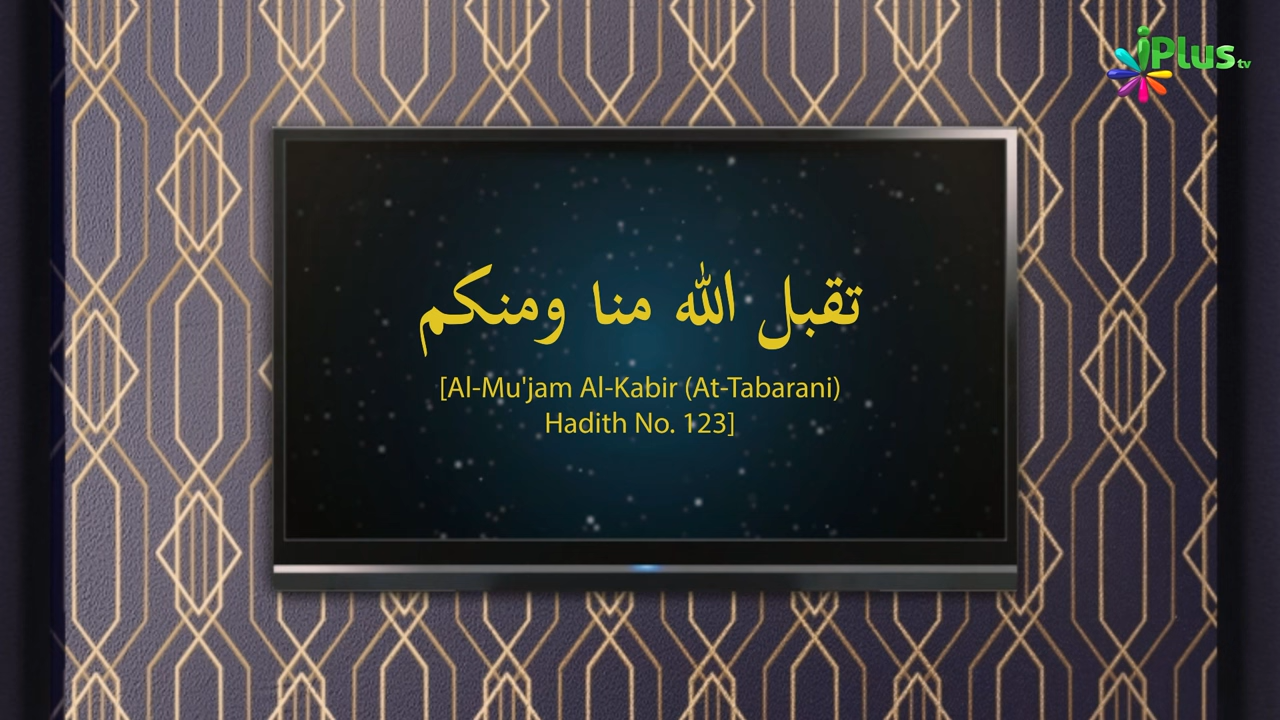 iPlus tv
تقبل الله منا ومنكم
[Al-Mu'jam Al-Kabir (At-Tabarani)
Hadith No. 123]